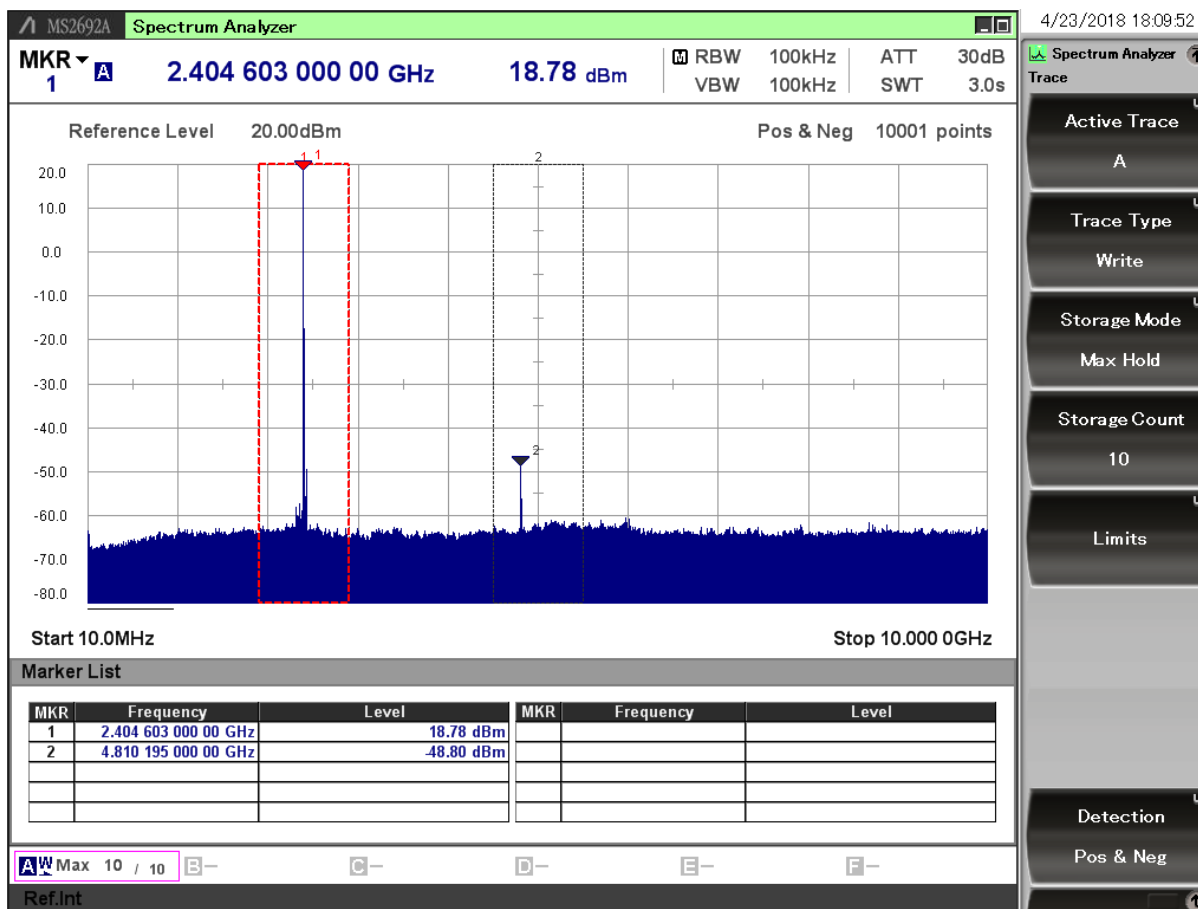 MS2692A Spectrum Analyzer
4/23/2018 18:09:52
MKR 1 A 2.404 603 000 00 GHz 18.78 dBm
M RBW 100kHz ATT 30dB
VBW 100kHz SWT 3.0s
Spectrum Analyzer
Trace
Reference Level 20.00dBm Pos & Neg 10001 points
1 1 2
20.0
10.0
0.0
-10.0
-20.0
-30.0
-40.0
2
-50.0
-60.0
-70.0
-80.0
Start 10.0MHz Stop 10.000 0GHz
Marker List
MKR Frequency Level MKR Frequency Level
1 2.404 603 000 00 GHz 18.78 dBm
2 4.810 195 000 00 GHz -48.80 dBm
A W Max 10 / 10 B- C- D- E- F-
Ref.Int
Active Trace
A
Trace Type
Write
Storage Mode
Max Hold
Storage Count
10
Limits
Detection
Pos & Neg